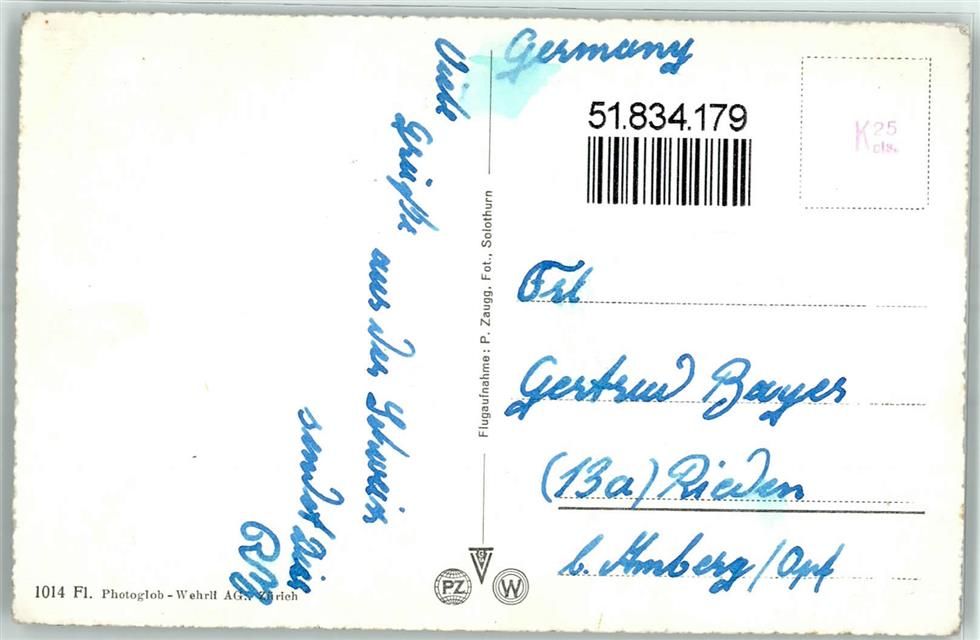 Viele
Grüße
aus der Schweiz
sendet Dir
Germany
51.834.179
K 25
cts.
Frl
Gertrud Bayer
(13a) Rieden
b. Amberg/Opf
Flugaufnahme: P. Zaugg, Fot., Solothurn
PZ
W
1014 Fl. Photoglob-Wehrli AG., Zürich